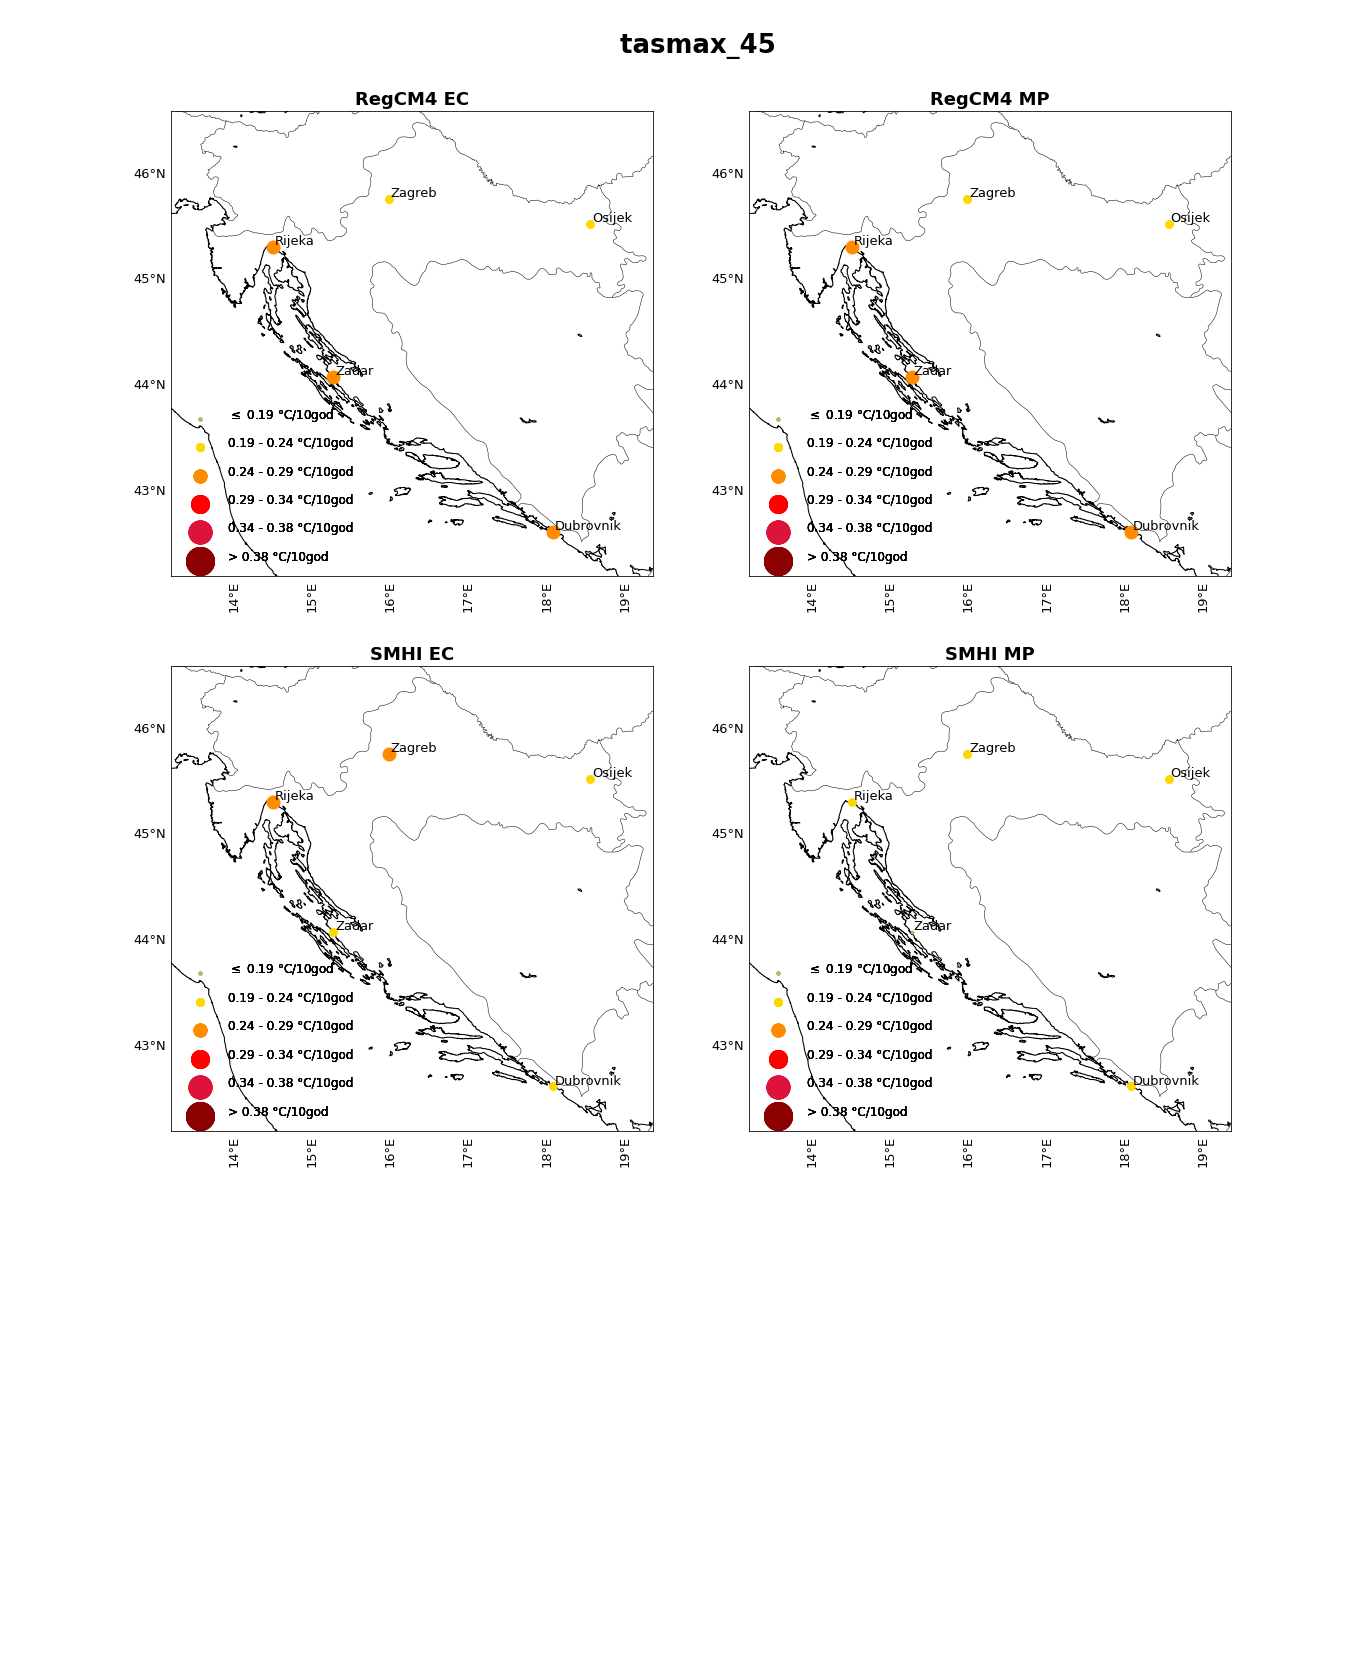 tasmax_45
RegCM4 EC
46°N
45°N
44°N
43°N
Zagreb
Osijek
Rijeka
Zadar
Dubrovnik
≤ 0.19 °C/10god
0.19 - 0.24 °C/10god
0.24 - 0.29 °C/10god
0.29 - 0.34 °C/10god
0.34 - 0.38 °C/10god
> 0.38 °C/10god
14°E 15°E 16°E 17°E 18°E 19°E
RegCM4 MP
46°N
45°N
44°N
43°N
Zagreb
Osijek
Rijeka
Zadar
Dubrovnik
≤ 0.19 °C/10god
0.19 - 0.24 °C/10god
0.24 - 0.29 °C/10god
0.29 - 0.34 °C/10god
0.34 - 0.38 °C/10god
> 0.38 °C/10god
14°E 15°E 16°E 17°E 18°E 19°E
SMHI EC
46°N
45°N
44°N
43°N
Zagreb
Osijek
Rijeka
Zadar
Dubrovnik
≤ 0.19 °C/10god
0.19 - 0.24 °C/10god
0.24 - 0.29 °C/10god
0.29 - 0.34 °C/10god
0.34 - 0.38 °C/10god
> 0.38 °C/10god
14°E 15°E 16°E 17°E 18°E 19°E
SMHI MP
46°N
45°N
44°N
43°N
Zagreb
Osijek
Rijeka
Zadar
Dubrovnik
≤ 0.19 °C/10god
0.19 - 0.24 °C/10god
0.24 - 0.29 °C/10god
0.29 - 0.34 °C/10god
0.34 - 0.38 °C/10god
> 0.38 °C/10god
14°E 15°E 16°E 17°E 18°E 19°E